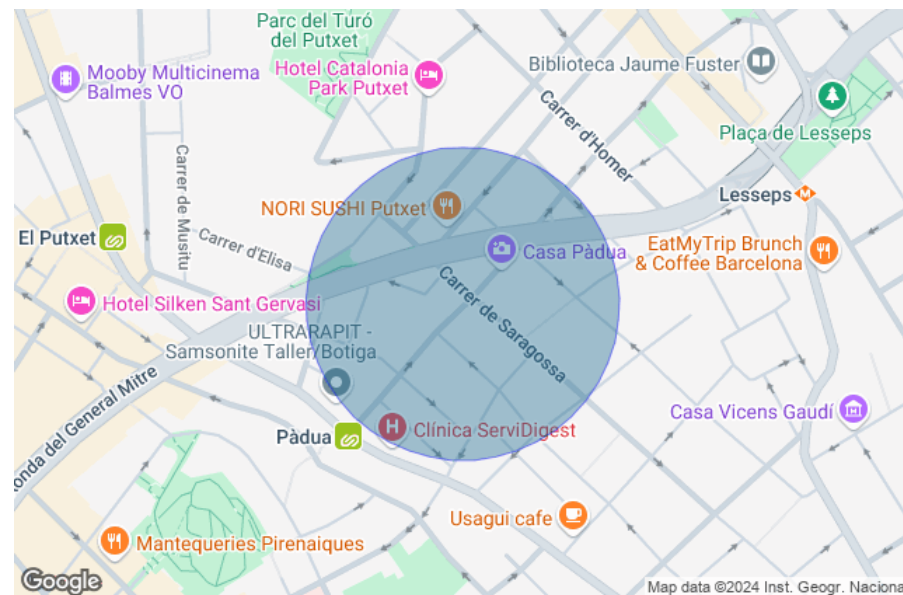 Parc del Turó
del Putxet
Mooby Multicinema
Balmes VO
Hotel Catalonia
Park Putxet
Biblioteca Jaume Fuster
Plaça de Lesseps
Carrer d'Homer
Carrer de Musitu
Lesseps
M
NORI SUSHI Putxet
El Putxet
Carrer d'Elisa
Casa Pàdua
EatMyTrip Brunch
& Coffee Barcelona
Hotel Silken Sant Gervasi
Carrer de Saragossa
ULTRARAPIT -
Samsonite Taller/Botiga
Casa Vicens Gaudí
onda del General Mitre
Pàdua
H
Clínica ServiDigest
Usagui cafe
Mantequeries Pirenaiques
Google
Map data ©2024 Inst. Geogr. Naciona